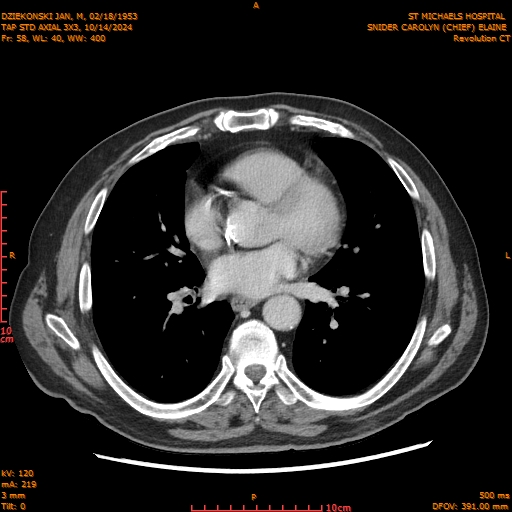 A
DZIEKONSKI JAN, M, 02/18/1953
TAP STD AXIAL 3X3, 10/14/2024
Fr: 58, WL: 40, WW: 400
ST MICHAELS HOSPITAL
SNIDER CAROLYN (CHIEF) ELAINE
Revolution CT
R
L
10
cm
kV: 120
mA: 219
3 mm
Tilt: 0
P
10cm
500 ms
DFOV: 391.00 mm